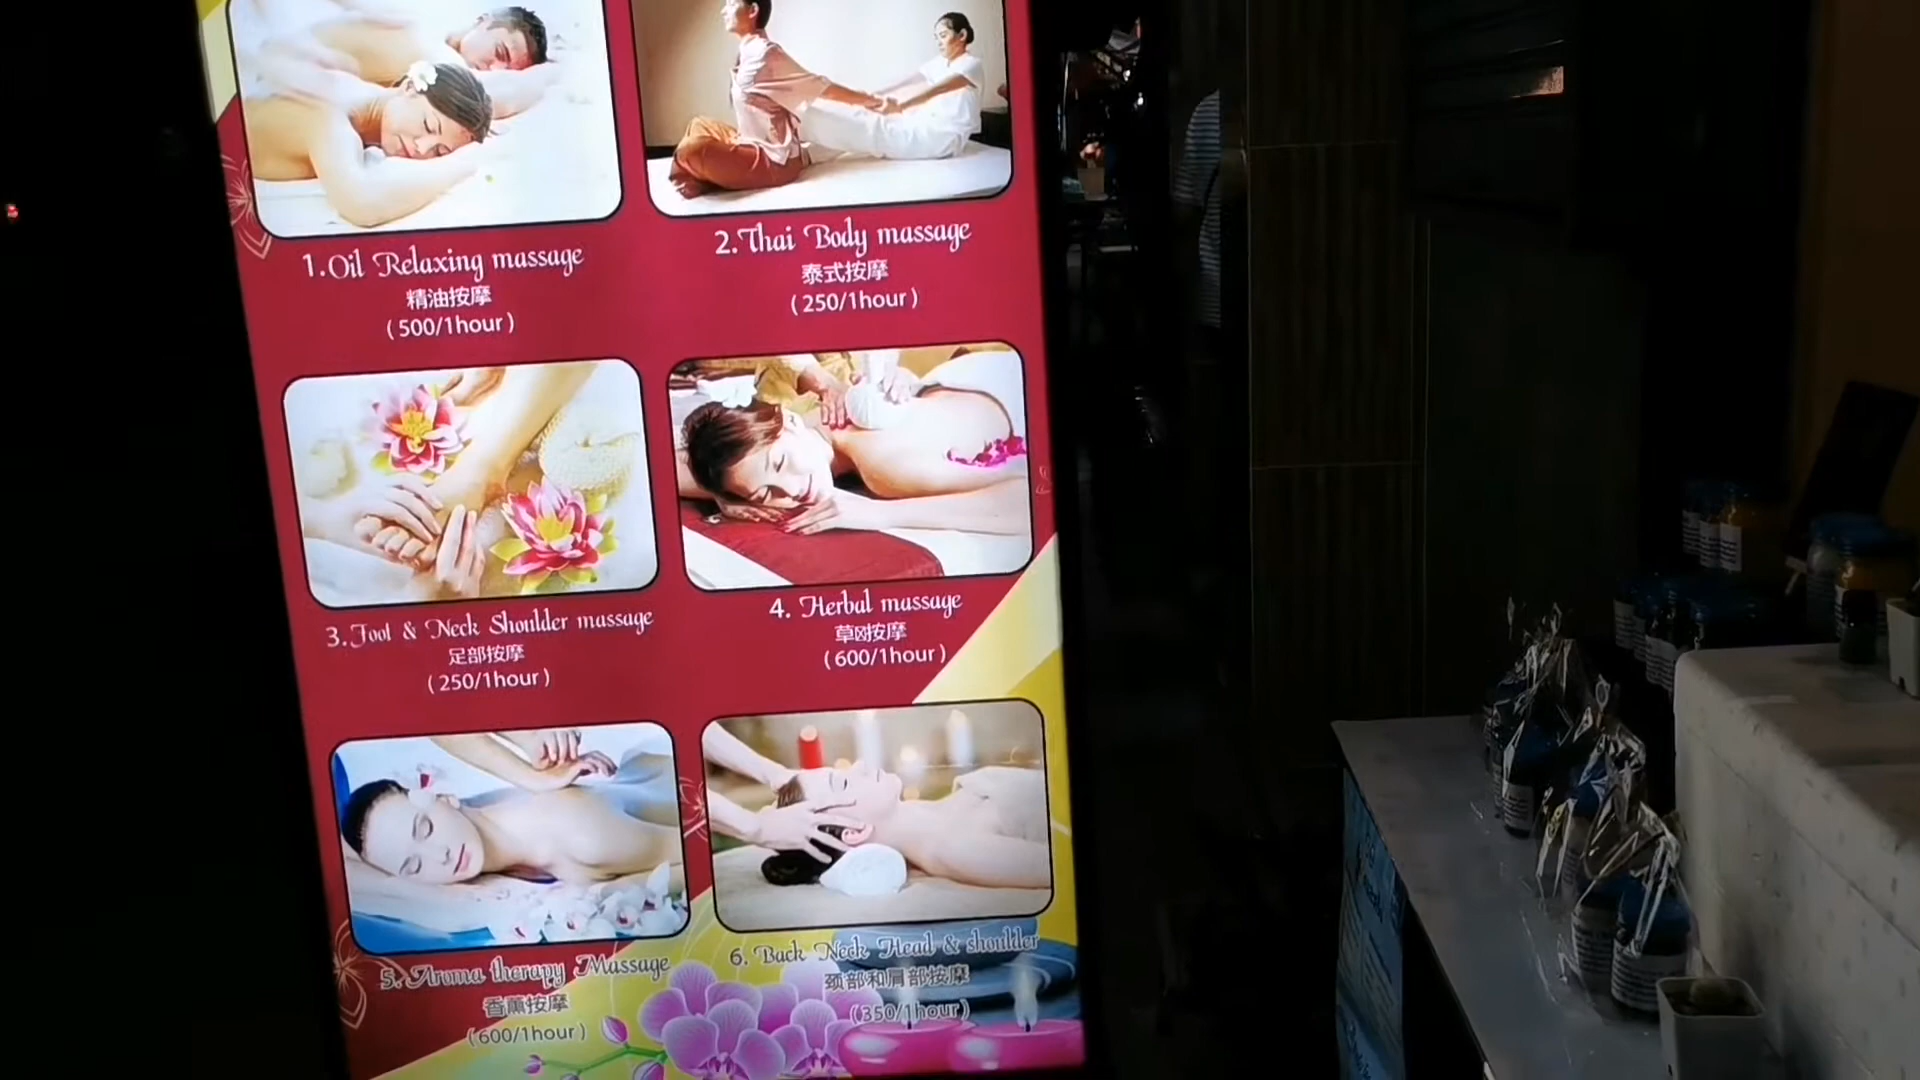 1. Oil Relaxing massage
精油按摩
(500/1hour)
2. Thai Body massage
泰式按摩
(250/1hour)
3. Foot & Neck Shoulder massage
足部按摩
(250/1hour)
4. Herbal massage
草☒按摩
(600/1hour)
5. Aroma therapy Massage
香薰按摩
(600/1hour)
6. Back Neck Head & shoulder
颈部和肩部按摩
(350/1hour)